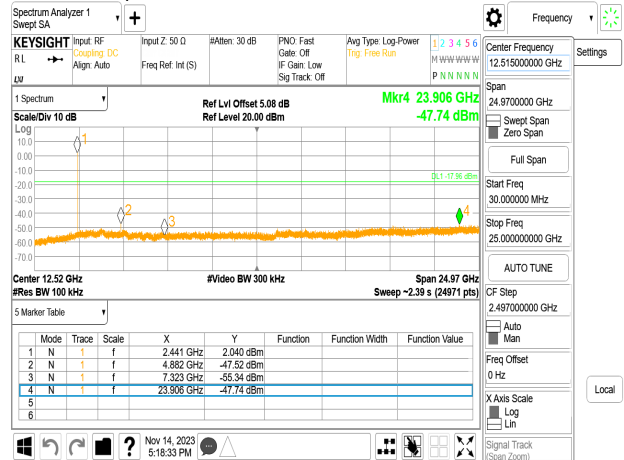 Spectrum Analyzer 1
Swept SA
Frequency
Settings
KEYSIGHT
Input: RF
Coupling: DC
Align: Auto
Input Z: 50 Ω
Freq Ref: Int (S)
#Atten: 30 dB
PNO: Fast
Gate: Off
IF Gain: Low
Sig Track: Off
Avg Type: Log-Power
Trig: Free Run
1 2 3 4 5 6
M W W W W W
P N N N N N
R L
1 Spectrum
Scale/Div 10 dB
Ref Lvl Offset 5.08 dB
Ref Level 20.00 dBm
Mkr4 23.906 GHz
-47.74 dBm
Log
10.0
0.00
-10.0
-20.0
-30.0
-40.0
-50.0
-60.0
-70.0
1
2
3
4
DL1 -17.96 dBm
Center 12.52 GHz
#Res BW 100 kHz
#Video BW 300 kHz
Span 24.97 GHz
Sweep ~2.39 s (24971 pts)
5 Marker Table
Mode Trace Scale X Y Function Function Width Function Value
1 N 1 f 2.441 GHz 2.040 dBm
2 N 1 f 4.882 GHz -47.52 dBm
3 N 1 f 7.323 GHz -55.34 dBm
4 N 1 f 23.906 GHz -47.74 dBm
5
6
Nov 14, 2023
5:18:33 PM
Center Frequency
12.515000000 GHz
Span
24.9700000 GHz
Swept Span
Zero Span
Full Span
Start Freq
30.000000 MHz
Stop Freq
25.000000000 GHz
AUTO TUNE
CF Step
2.497000000 GHz
Auto
Man
Freq Offset
0 Hz
X Axis Scale
Log
Lin
Signal Track
(Span Zoom)
Local